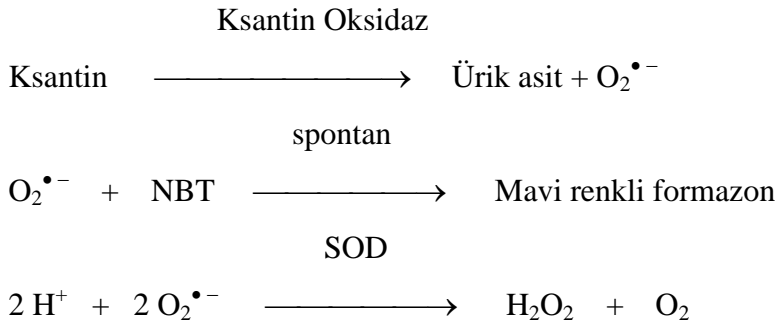 Ksantin Oksidaz
Ksantin ⟶ Ürik asit + O₂•⁻
spontan
O₂•⁻ + NBT ⟶ Mavi renkli formazon
SOD
2 H⁺ + 2 O₂•⁻ ⟶ H₂O₂ + O₂